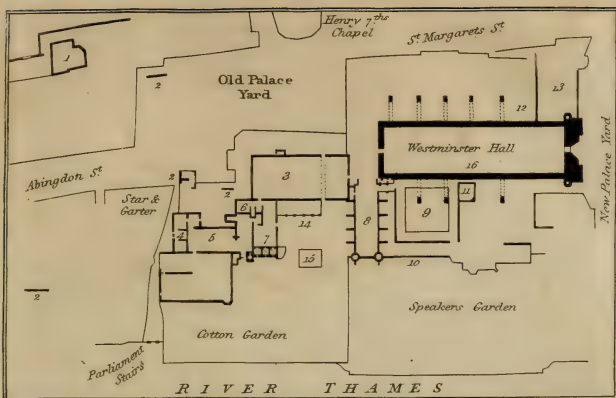 Henry 7.ths
Chapel
St. Margarets St.
1
2
Old Palace
Yard
13
12
Westminster Hall
16
New Palace Yard
Abingdon St.
2
3
Star &
Garter
2
6
4
5
7
14
8
9
11
15
10
2
Cotton Garden
Speakers Garden
Parliament
Stairs
RIVER THAMES